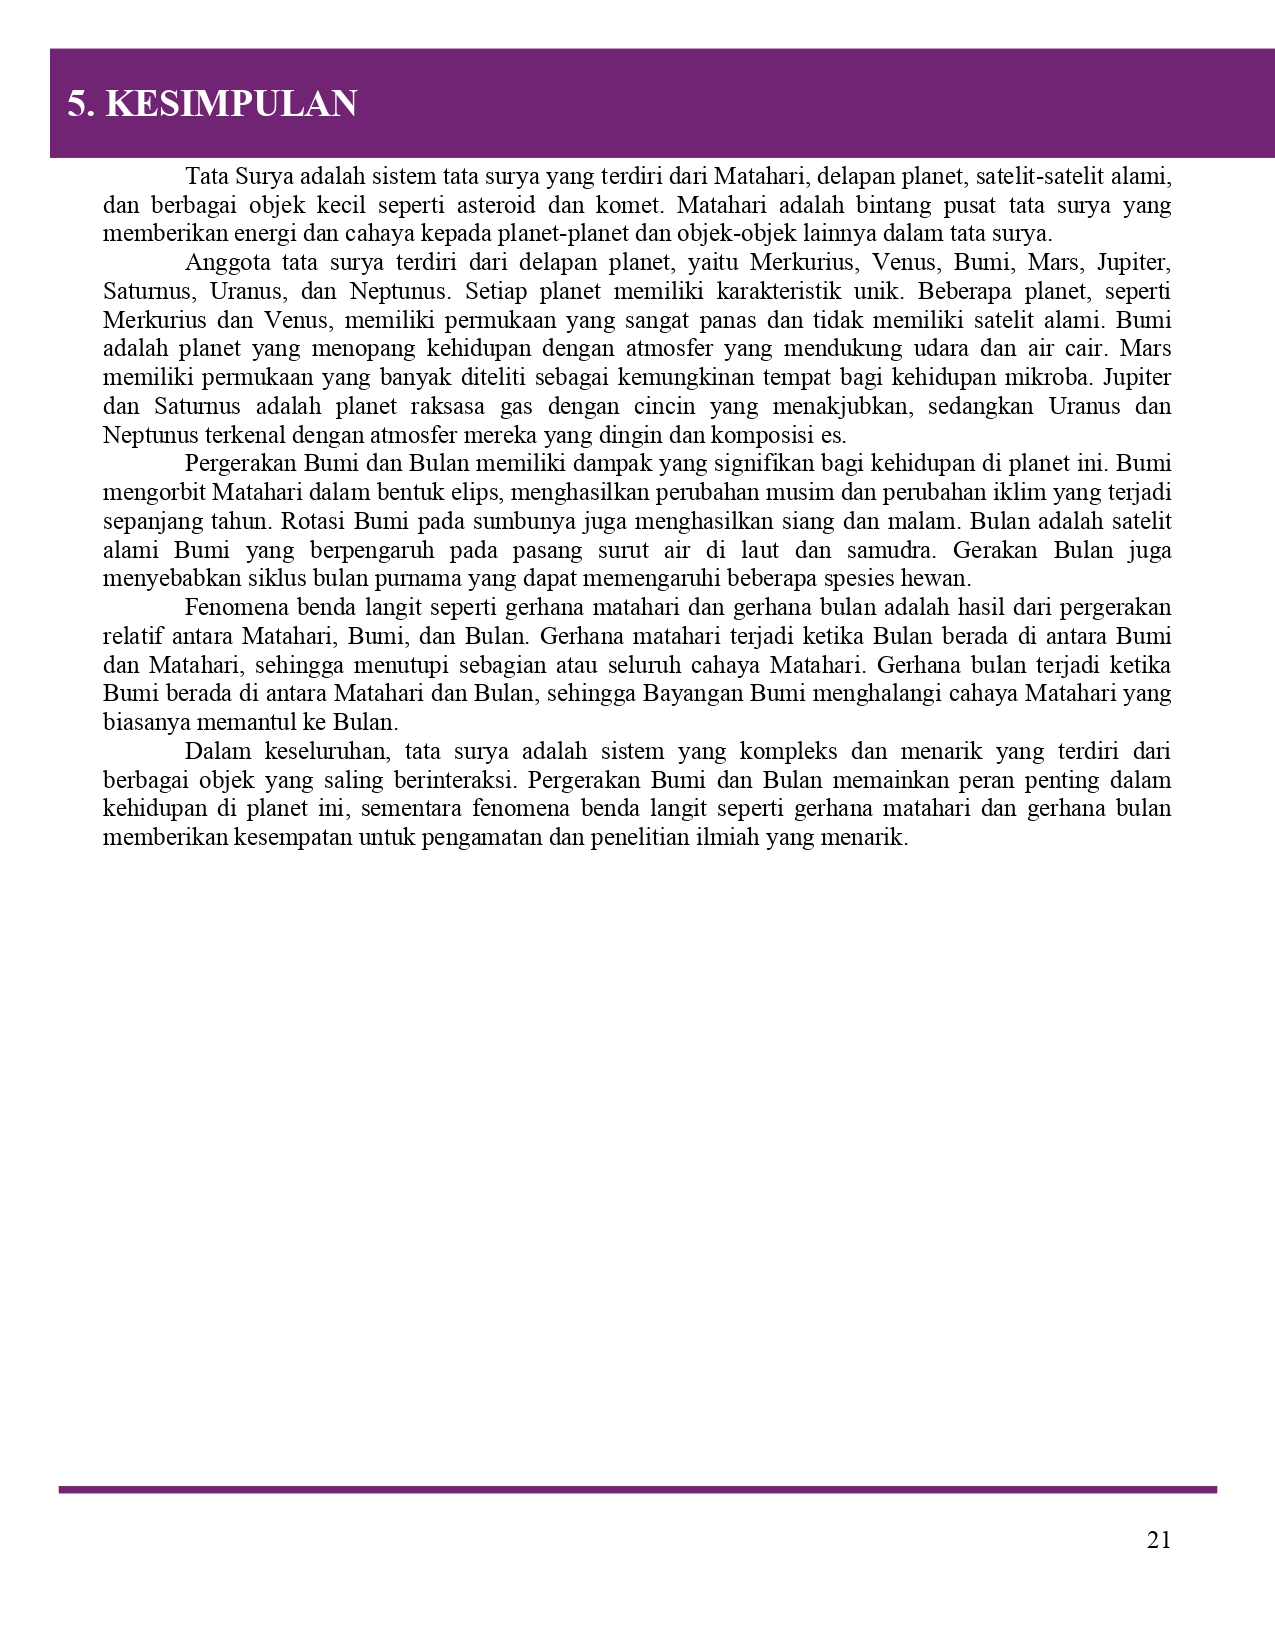 5. KESIMPULAN
Tata Surya adalah sistem tata surya yang terdiri dari Matahari, delapan planet, satelit-satelit alami,
dan berbagai objek kecil seperti asteroid dan komet. Matahari adalah bintang pusat tata surya yang
memberikan energi dan cahaya kepada planet-planet dan objek-objek lainnya dalam tata surya.
Anggota tata surya terdiri dari delapan planet, yaitu Merkurius, Venus, Bumi, Mars, Jupiter,
Saturnus, Uranus, dan Neptunus. Setiap planet memiliki karakteristik unik. Beberapa planet, seperti
Merkurius dan Venus, memiliki permukaan yang sangat panas dan tidak memiliki satelit alami. Bumi
adalah planet yang menopang kehidupan dengan atmosfer yang mendukung udara dan air cair. Mars
memiliki permukaan yang banyak diteliti sebagai kemungkinan tempat bagi kehidupan mikroba. Jupiter
dan Saturnus adalah planet raksasa gas dengan cincin yang menakjubkan, sedangkan Uranus dan
Neptunus terkenal dengan atmosfer mereka yang dingin dan komposisi es.
Pergerakan Bumi dan Bulan memiliki dampak yang signifikan bagi kehidupan di planet ini. Bumi
mengorbit Matahari dalam bentuk elips, menghasilkan perubahan musim dan perubahan iklim yang terjadi
sepanjang tahun. Rotasi Bumi pada sumbunya juga menghasilkan siang dan malam. Bulan adalah satelit
alami Bumi yang berpengaruh pada pasang surut air di laut dan samudra. Gerakan Bulan juga
menyebabkan siklus bulan purnama yang dapat memengaruhi beberapa spesies hewan.
Fenomena benda langit seperti gerhana matahari dan gerhana bulan adalah hasil dari pergerakan
relatif antara Matahari, Bumi, dan Bulan. Gerhana matahari terjadi ketika Bulan berada di antara Bumi
dan Matahari, sehingga menutupi sebagian atau seluruh cahaya Matahari. Gerhana bulan terjadi ketika
Bumi berada di antara Matahari dan Bulan, sehingga Bayangan Bumi menghalangi cahaya Matahari yang
biasanya memantul ke Bulan.
Dalam keseluruhan, tata surya adalah sistem yang kompleks dan menarik yang terdiri dari
berbagai objek yang saling berinteraksi. Pergerakan Bumi dan Bulan memainkan peran penting dalam
kehidupan di planet ini, sementara fenomena benda langit seperti gerhana matahari dan gerhana bulan
memberikan kesempatan untuk pengamatan dan penelitian ilmiah yang menarik.
21